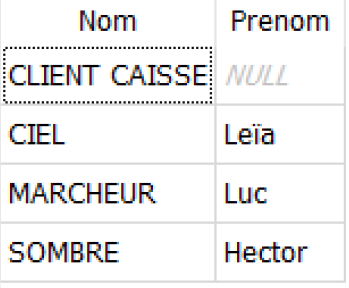 Nom Prenom
CLIENT CAISSE NULL
CIEL Leïa
MARCHEUR Luc
SOMBRE Hector